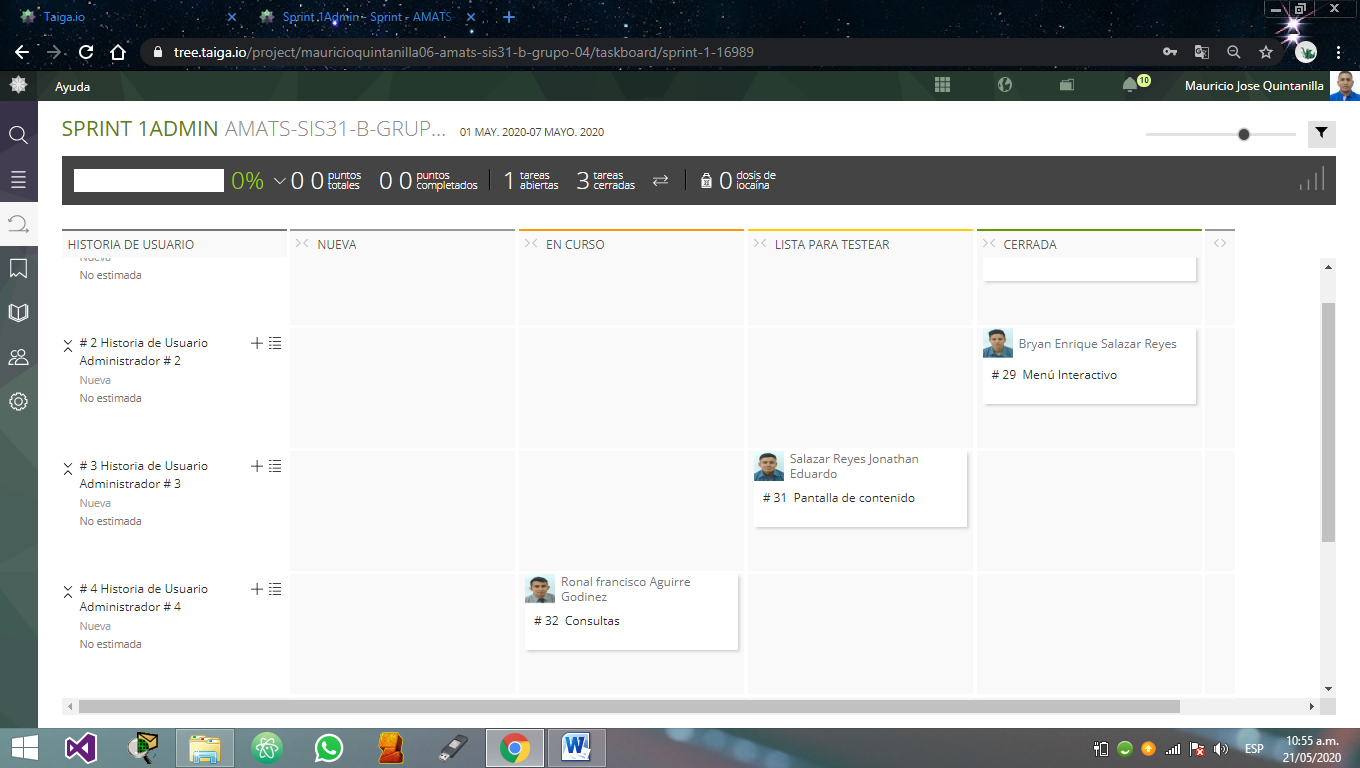 Taiga.io
Sprint 1Admin - Sprint - AMATS
tree.taiga.io/project/mauricioquintanilla06-amats-sis31-b-grupo-04/taskboard/sprint-1-16989
Ayuda
10
Mauricio Jose Quintanilla
SPRINT 1ADMIN AMATS-SIS31-B-GRUP... 01 MAY. 2020-07 MAYO. 2020
0% 0 0 puntos totales 0 0 puntos completados 1 tareas abiertas 3 tareas cerradas 0 dosis de iocaína
HISTORIA DE USUARIO NUEVA EN CURSO LISTA PARA TESTEAR CERRADA
Nueva
No estimada
# 2 Historia de Usuario
Administrador # 2
Nueva
No estimada
Bryan Enrique Salazar Reyes
# 29 Menú Interactivo
# 3 Historia de Usuario
Administrador # 3
Nueva
No estimada
Salazar Reyes Jonathan
Eduardo
# 31 Pantalla de contenido
# 4 Historia de Usuario
Administrador # 4
Nueva
No estimada
Ronal francisco Aguirre
Godinez
# 32 Consultas
ESP
10:55 a.m.
21/05/2020